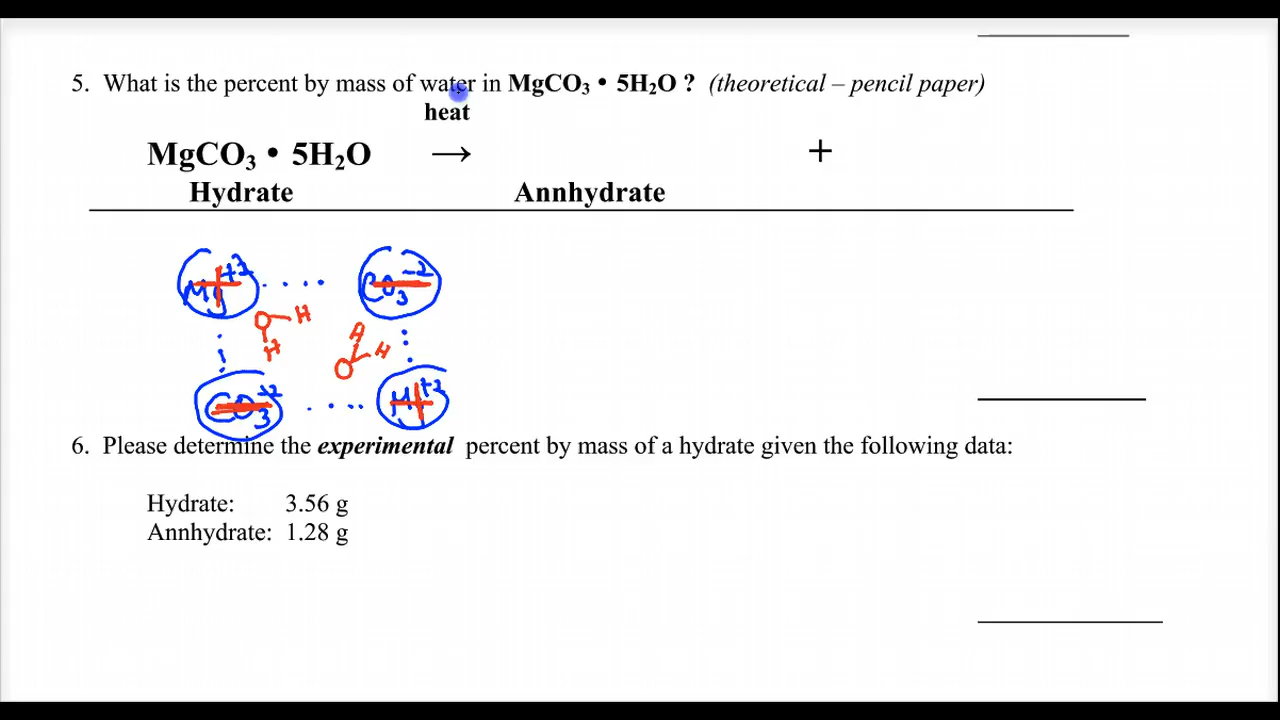 5. What is the percent by mass of water in MgCO₃ • 5H₂O ? (theoretical – pencil paper)
heat
MgCO₃ • 5H₂O → +
Hydrate Annhydrate
Mg+2 .... CO₃-2
O H A
H O H
CO₃-2 .... Mg+2
6. Please determine the experimental percent by mass of a hydrate given the following data:
Hydrate: 3.56 g
Annhydrate: 1.28 g